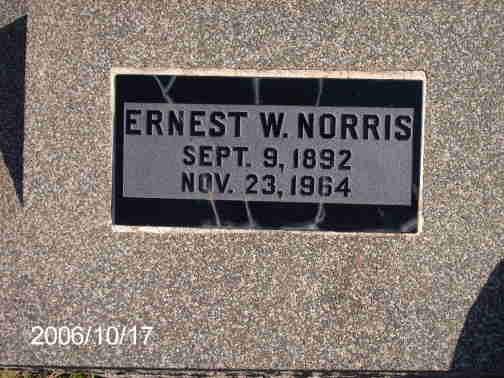 ERNEST W. NORRIS
SEPT. 9, 1892
NOV. 23, 1964
2006/10/17